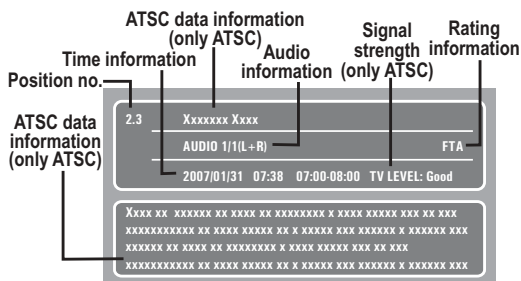 ATSC data information
(only ATSC)
Signal
strength
(only ATSC)
Rating
information
Time information
Audio
information
Position no.
ATSC data
information
(only ATSC)
2.3 Xxxxxxx Xxxx
AUDIO 1/1(L+R) FTA
2007/01/31 07:38 07:00-08:00 TV LEVEL: Good
Xxxx xx xxxxxx xx xxxx xx xxxxxxxx x xxxx xxxxx xxx xx xxx
xxxxxxxxxxx xx xxxx xxxxx xx x xxxxx xxx xxxxxx x xxxxxx xxx
xxxxxx xx xxxx xx xxxxxxxx x xxxx xxxxx xxx xx xxx
xxxxxxxxxxx xx xxxx xxxxx xx x xxxxx xxx xxxxxx x xxxxxx xxx